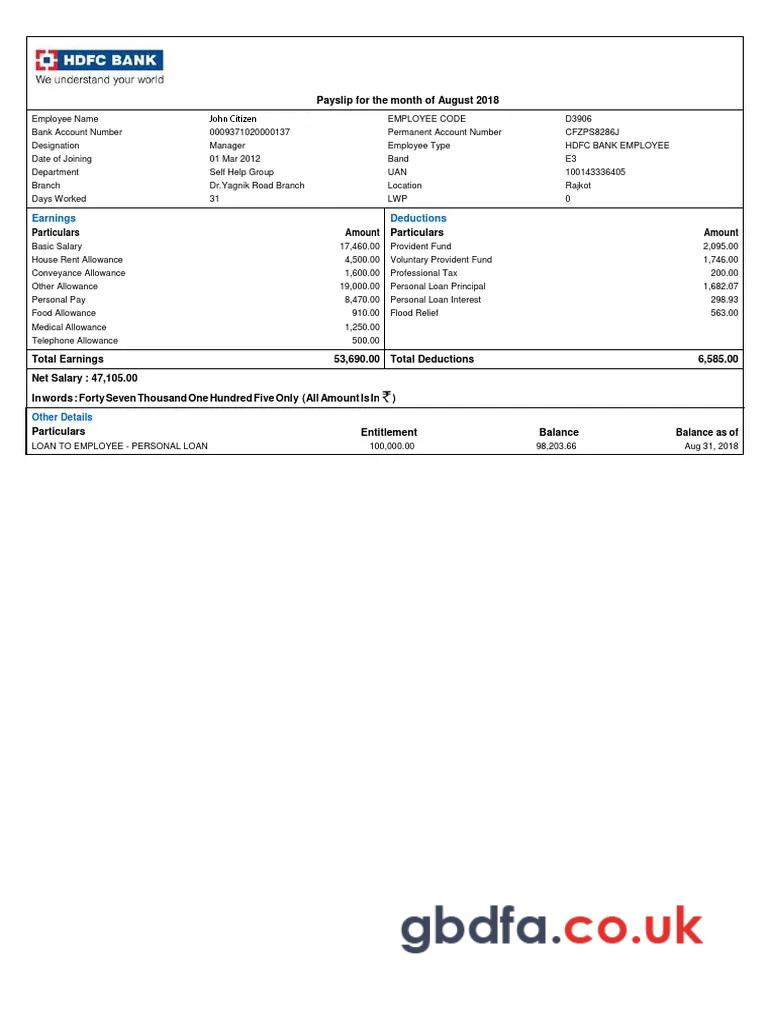 HDFC BANK
We understand your world
Payslip for the month of August 2018
Employee Name John Citizen EMPLOYEE CODE D3906
Bank Account Number 0009371020000137 Permanent Account Number CFZPS8286J
Designation Manager Employee Type HDFC BANK EMPLOYEE
Date of Joining 01 Mar 2012 Band E3
Department Self Help Group UAN 100143336405
Branch Dr.Yagnik Road Branch Location Rajkot
Days Worked 31 LWP 0
Earnings Deductions
Particulars Amount Particulars Amount
Basic Salary 17,460.00 Provident Fund 2,095.00
House Rent Allowance 4,500.00 Voluntary Provident Fund 1,746.00
Conveyance Allowance 1,600.00 Professional Tax 200.00
Other Allowance 19,000.00 Personal Loan Principal 1,682.07
Personal Pay 8,470.00 Personal Loan Interest 298.93
Food Allowance 910.00 Flood Relief 563.00
Medical Allowance 1,250.00
Telephone Allowance 500.00
Total Earnings 53,690.00 Total Deductions 6,585.00
Net Salary : 47,105.00
In words : Forty Seven Thousand One Hundred Five Only (All Amount Is In ₹ )
Other Details
Particulars Entitlement Balance Balance as of
LOAN TO EMPLOYEE - PERSONAL LOAN 100,000.00 98,203.66 Aug 31, 2018
gbdfa.co.uk